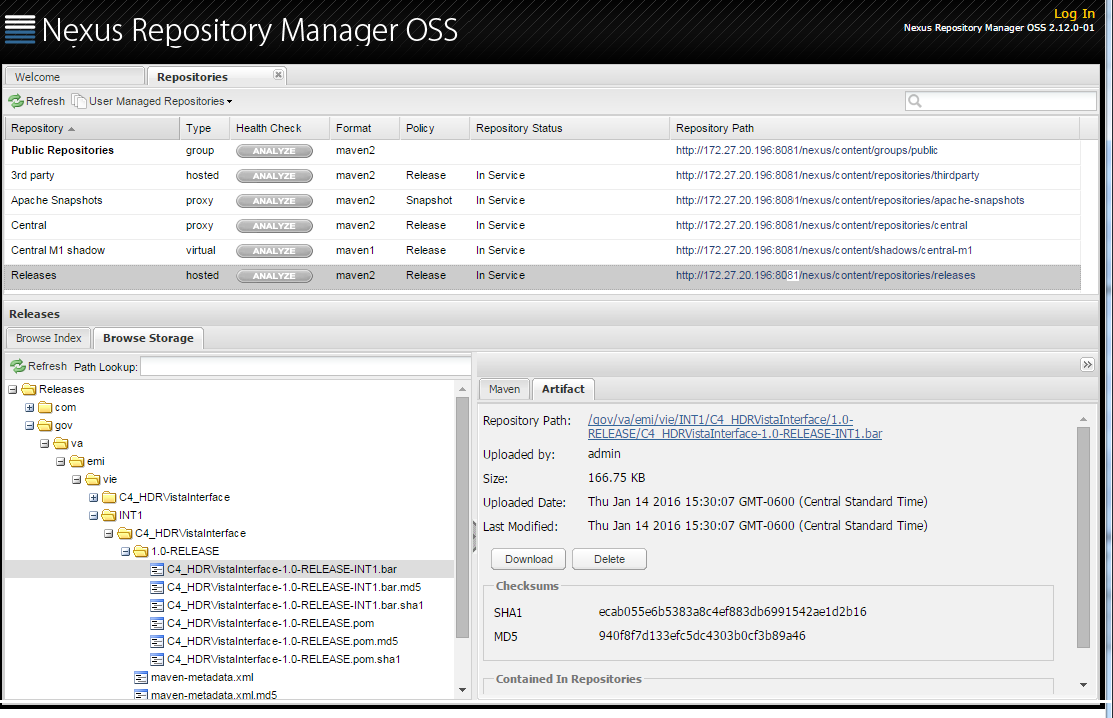 Nexus Repository Manager OSS
Log In
Nexus Repository Manager OSS 2.12.0-01
Welcome
Repositories
Refresh User Managed Repositories
Repository Type Health Check Format Policy Repository Status Repository Path
Public Repositories group ANALYZE maven2 http://172.27.20.196:8081/nexus/content/groups/public
3rd party hosted ANALYZE maven2 Release In Service http://172.27.20.196:8081/nexus/content/repositories/thirdparty
Apache Snapshots proxy ANALYZE maven2 Snapshot In Service http://172.27.20.196:8081/nexus/content/repositories/apache-snapshots
Central proxy ANALYZE maven2 Release In Service http://172.27.20.196:8081/nexus/content/repositories/central
Central M1 shadow virtual ANALYZE maven1 Release In Service http://172.27.20.196:8081/nexus/content/shadows/central-m1
Releases hosted ANALYZE maven2 Release In Service http://172.27.20.196:8081/nexus/content/repositories/releases
Releases
Browse Index Browse Storage
Refresh Path Lookup:
Releases
com
gov
va
emi
vie
C4_HDRVistaInterface
INT1
C4_HDRVistaInterface
1.0-RELEASE
C4_HDRVistaInterface-1.0-RELEASE-INT1.bar
C4_HDRVistaInterface-1.0-RELEASE-INT1.bar.md5
C4_HDRVistaInterface-1.0-RELEASE-INT1.bar.sha1
C4_HDRVistaInterface-1.0-RELEASE.pom
C4_HDRVistaInterface-1.0-RELEASE.pom.md5
C4_HDRVistaInterface-1.0-RELEASE.pom.sha1
maven-metadata.xml
maven-metadata.xml.md5
Maven Artifact
Repository Path: /gov/va/emi/vie/INT1/C4_HDRVistaInterface/1.0-
RELEASE/C4_HDRVistaInterface-1.0-RELEASE-INT1.bar
Uploaded by: admin
Size: 166.75 KB
Uploaded Date: Thu Jan 14 2016 15:30:07 GMT-0600 (Central Standard Time)
Last Modified: Thu Jan 14 2016 15:30:07 GMT-0600 (Central Standard Time)
Download Delete
Checksums
SHA1 ecab055e6b5383a8c4ef883db6991542ae1d2b16
MD5 940f8f7d133efc5dc4303b0cf3b89a46
Contained In Repositories